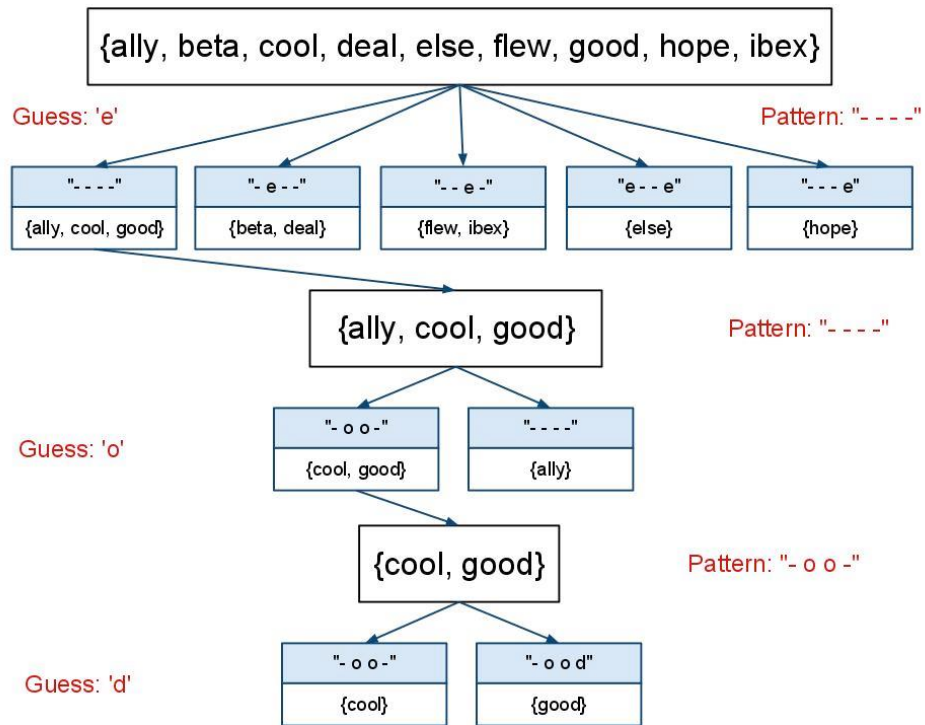 {ally, beta, cool, deal, else, flew, good, hope, ibex}
Guess: 'e'
Pattern: "- - - -"
"- - - -"
"- e - -"
"- - e -"
"e - - e"
"- - - e"
{ally, cool, good}
{beta, deal}
{flew, ibex}
{else}
{hope}
{ally, cool, good}
Pattern: "- - - -"
Guess: 'o'
"- o o -"
"- - - -"
{cool, good}
{ally}
{cool, good}
Pattern: "- o o -"
Guess: 'd'
"- o o -"
"- o o d"
{cool}
{good}